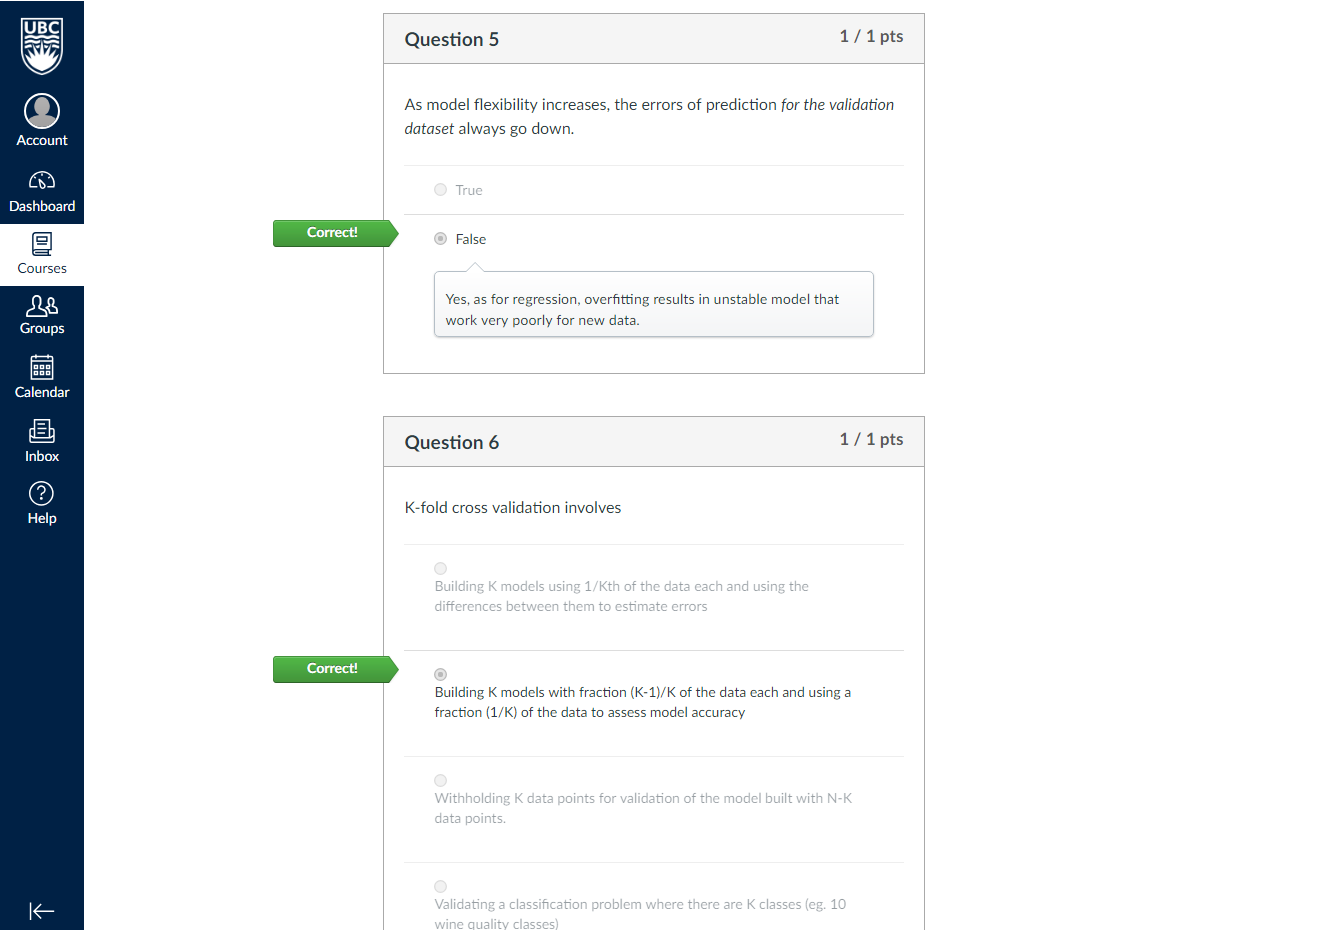 UBC
Account
Dashboard
Courses
Groups
Calendar
Inbox
Help
Question 5
1 / 1 pts
As model flexibility increases, the errors of prediction for the validation
dataset always go down.
True
Correct!
False
Yes, as for regression, overfitting results in unstable model that
work very poorly for new data.
Question 6
1 / 1 pts
K-fold cross validation involves
Building K models using 1/Kth of the data each and using the
differences between them to estimate errors
Correct!
Building K models with fraction (K-1)/K of the data each and using a
fraction (1/K) of the data to assess model accuracy
Withholding K data points for validation of the model built with N-K
data points.
Validating a classification problem where there are K classes (eg. 10
wine quality classes)